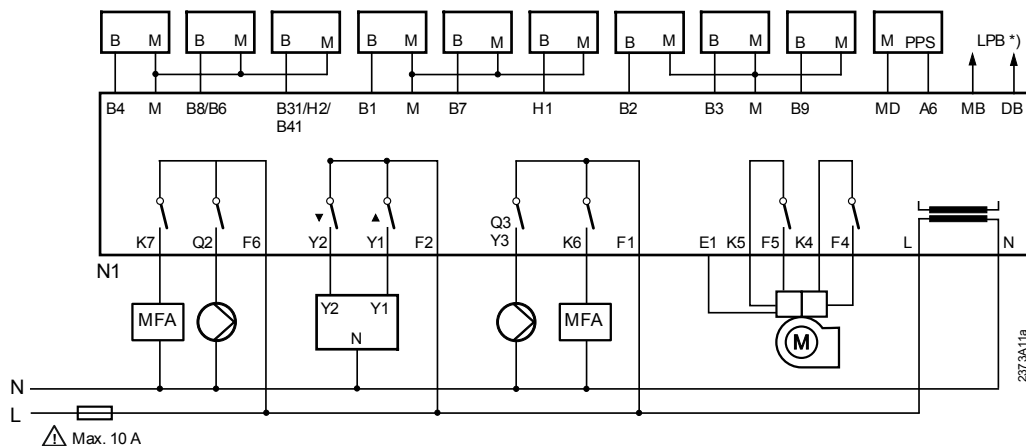 B M B M B M B M B M B M B M B M B M M PPS LPB *)
B4 M B8/B6 B31/H2/ B1 M B7 H1 B2 B3 M B9 MD A6 MB DB
B41
Q3
K7 Q2 F6 Y2 Y1 F2 Y3 K6 F1 E1 K5 F5 K4 F4 L N
N1
MFA Y2 Y1 MFA
N
M
2373A11a
N
L
Max. 10 A